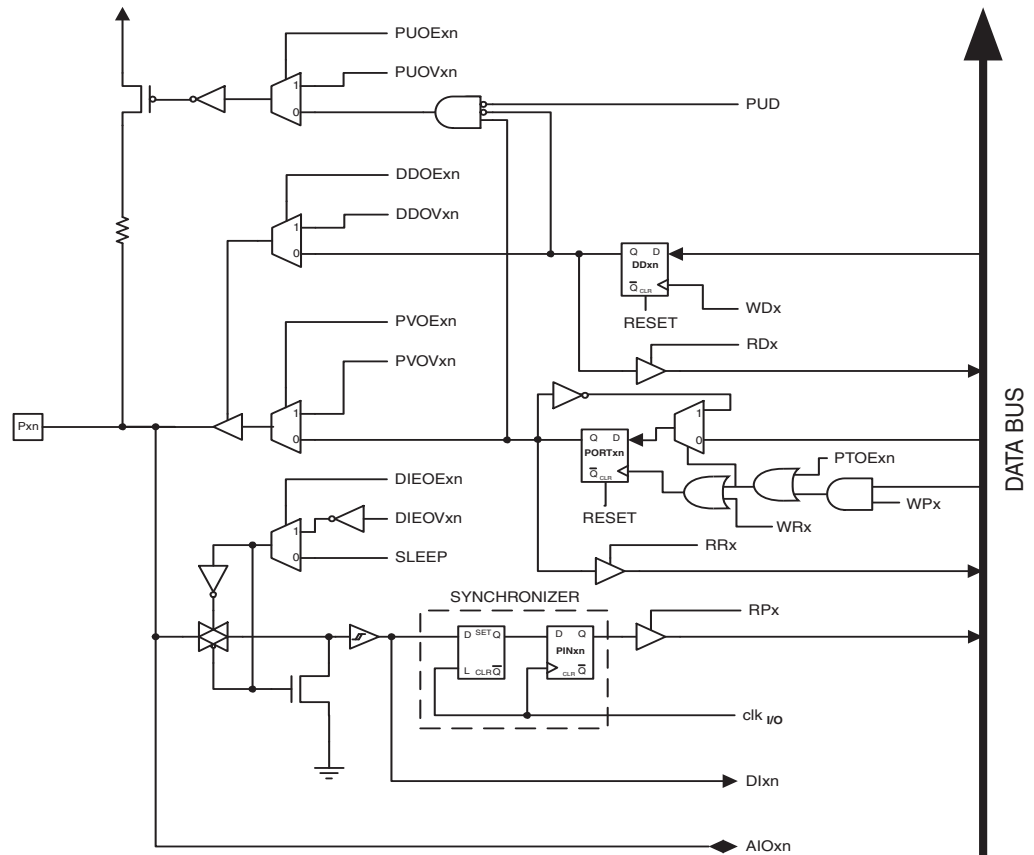 PUOExn
PUOVxn
1
0
PUD
DDOExn
DDOVxn
1
0
Q D
DDxn
Q CLR
WDx
RESET
RDx
PVOExn
PVOVxn
1
0
Pxn
1
0
Q D
PORTxn
Q CLR
RESET
PTOExn
WPx
WRx
RRx
DATA BUS
DIEOExn
DIEOVxn
1
0
SLEEP
SYNCHRONIZER
D SET Q
L CLR Q
D Q
PINxn
CLR Q
RPx
clk I/O
DIxn
AIOxn